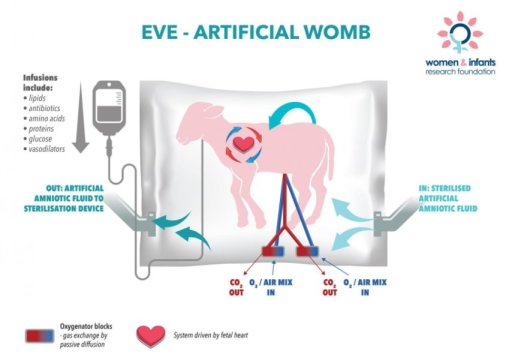 EVE - ARTIFICIAL WOMB
women & infants
research foundation
Infusions
include:
• lipids
• antibiotics
• amino acids
• proteins
• glucose
• vasodilators
OUT: ARTIFICIAL
AMNIOTIC FLUID TO
STERILISATION DEVICE
IN: STERILISED
ARTIFICIAL
AMNIOTIC FLUID
CO₂ OUT
O₂ / AIR MIX IN
CO₂ OUT
O₂ / AIR MIX IN
Oxygenator blocks
- gas exchange by
passive diffusion
System driven by fetal heart